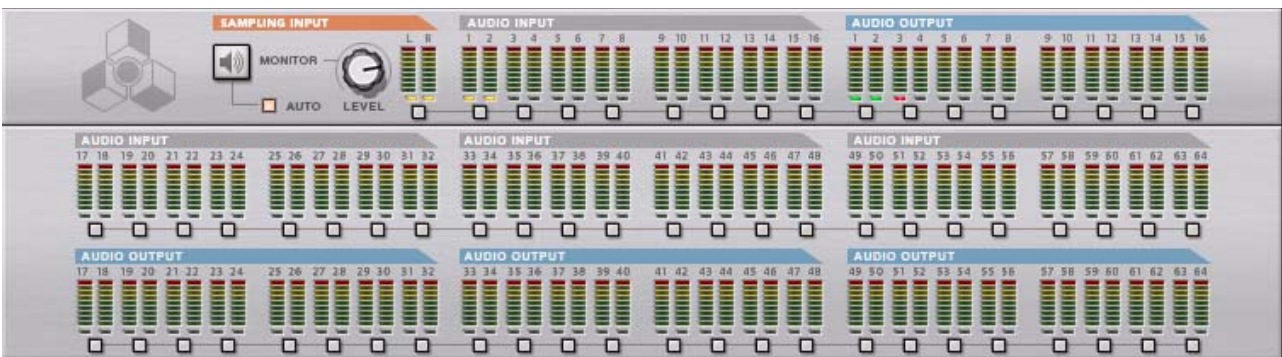 SAMPLING INPUT
AUDIO INPUT
AUDIO OUTPUT
L R
1 2 3 4 5 6 7 8 9 10 11 12 13 14 15 16
1 2 3 4 5 6 7 8 9 10 11 12 13 14 15 16
MONITOR
AUTO
LEVEL
AUDIO INPUT
AUDIO INPUT
AUDIO INPUT
17 18 19 20 21 22 23 24 25 26 27 28 29 30 31 32
33 34 35 36 37 38 39 40 41 42 43 44 45 46 47 48
49 50 51 52 53 54 55 56 57 58 59 60 61 62 63 64
AUDIO OUTPUT
AUDIO OUTPUT
AUDIO OUTPUT
17 18 19 20 21 22 23 24 25 26 27 28 29 30 31 32
33 34 35 36 37 38 39 40 41 42 43 44 45 46 47 48
49 50 51 52 53 54 55 56 57 58 59 60 61 62 63 64